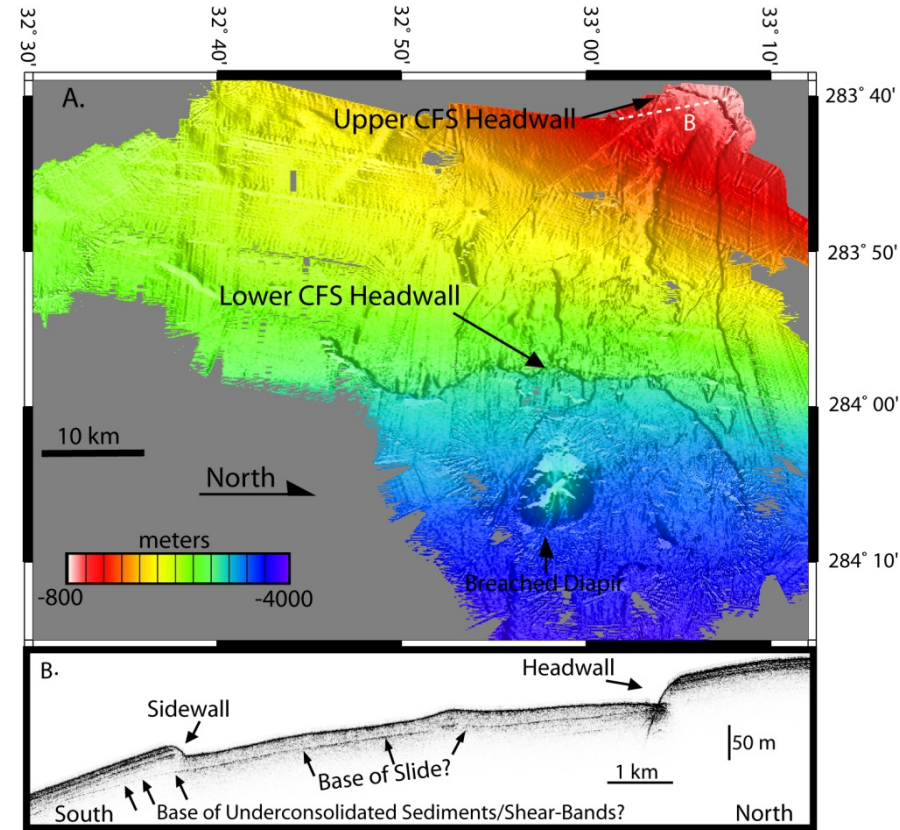 32° 30'
32° 40'
32° 50'
33° 00'
33° 10'
A.
283° 40'
Upper CFS Headwall
B
283° 50'
Lower CFS Headwall
284° 00'
10 km
North
meters
284° 10'
-800
-4000
Breached Diapir
B.
Headwall
Sidewall
50 m
Base of Slide?
1 km
South
Base of Underconsolidated Sediments/Shear-Bands?
North